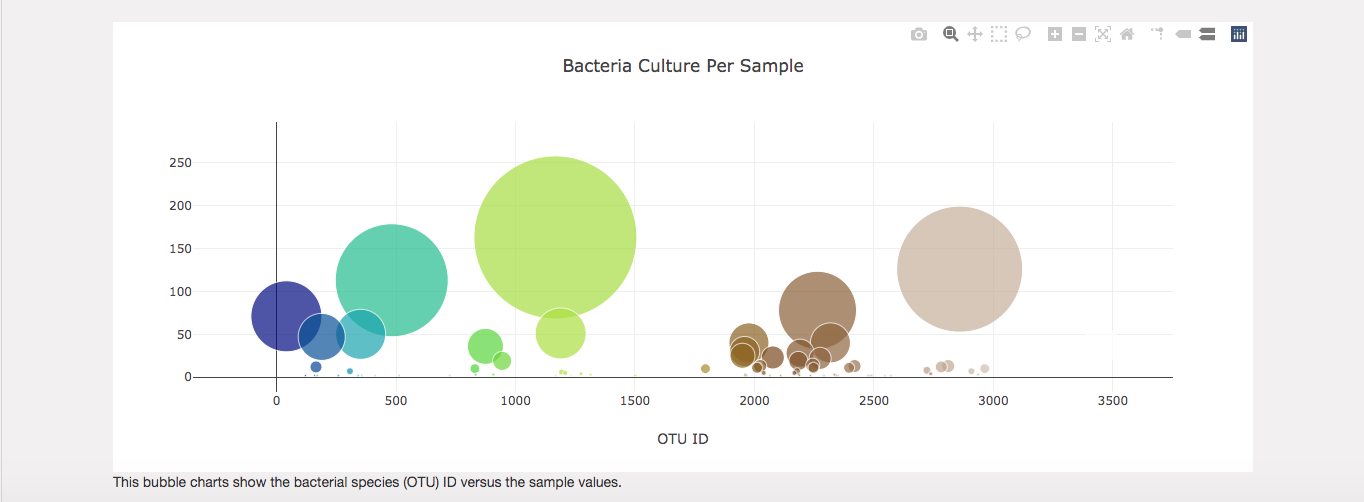 Bacteria Culture Per Sample
250
200
150
100
50
0
0 500 1000 1500 2000 2500 3000 3500
OTU ID
This bubble charts show the bacterial species (OTU) ID versus the sample values.